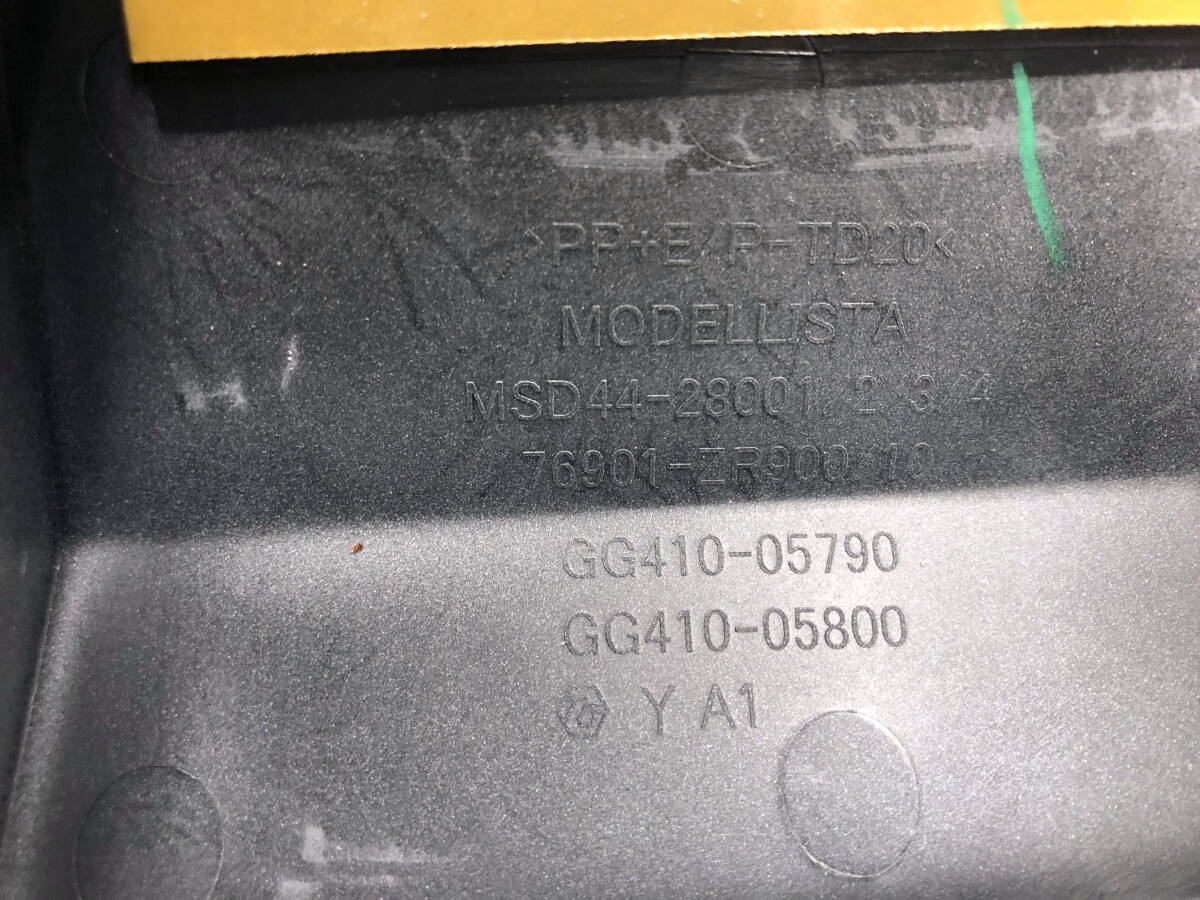 >PP+E/P-TD20<
MODELLISTA
MSD44-28001/2/3/4
76901-ZR900/10
GG410-05790
GG410-05800
Y A1